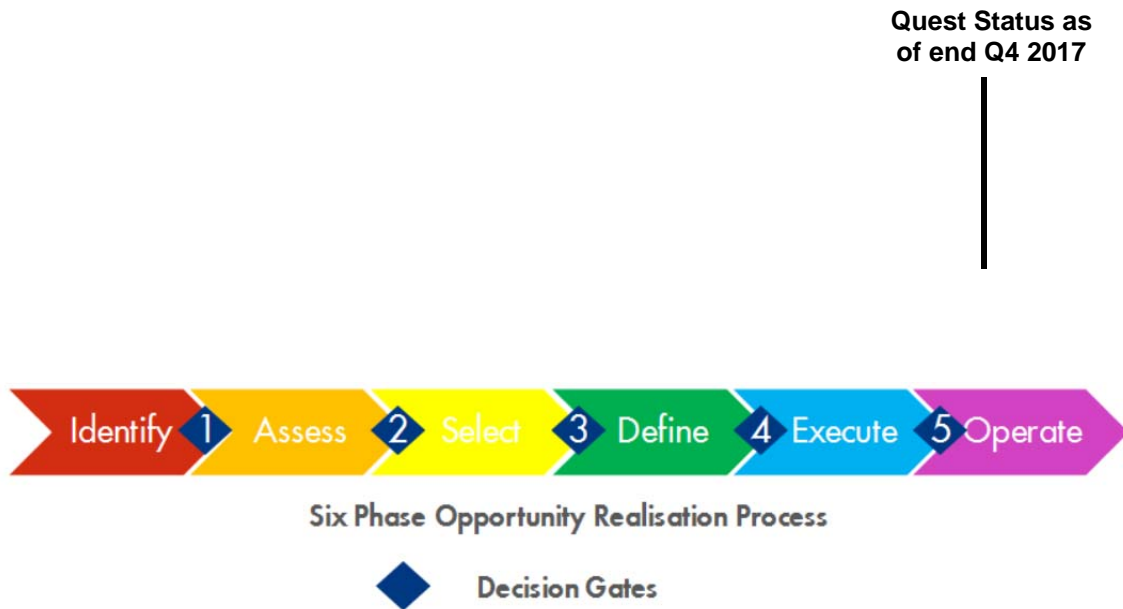 Quest Status as
of end Q4 2017
Identify 1 Assess 2 Select 3 Define 4 Execute 5 Operate
Six Phase Opportunity Realisation Process
Decision Gates